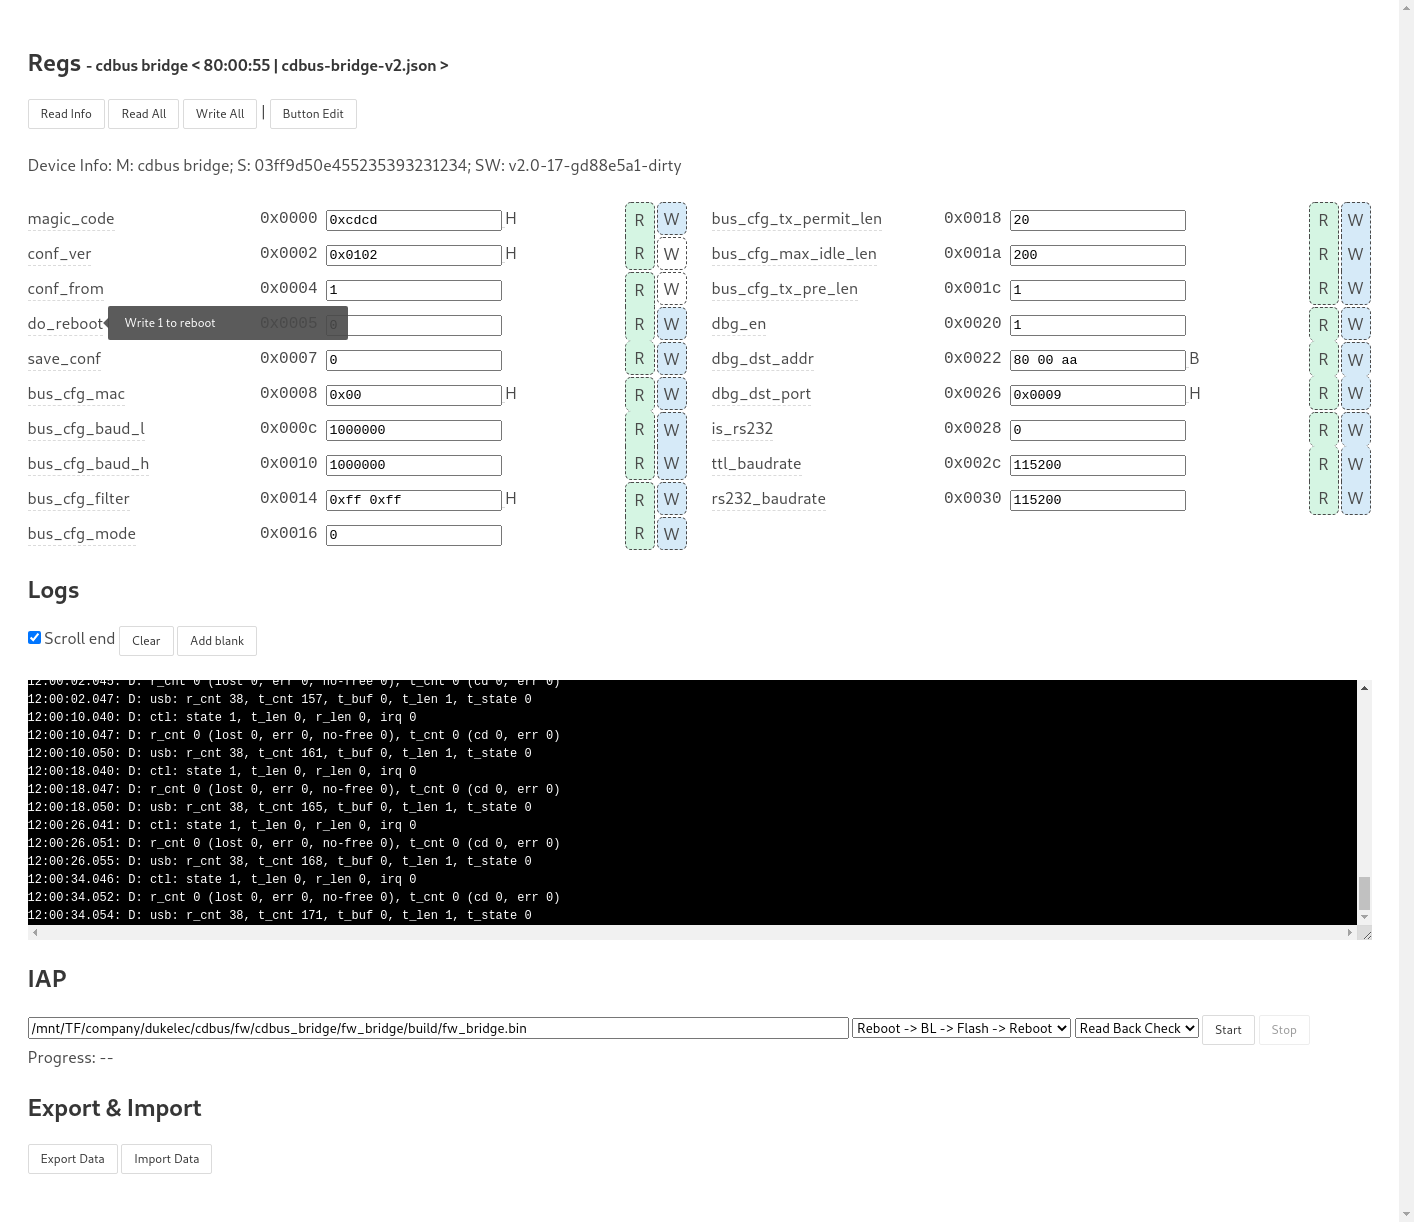 Regs - cdbus bridge < 80:00:55 | cdbus-bridge-v2.json >
Read Info Read All Write All | Button Edit
Device Info: M: cdbus bridge; S: 03ff9d50e455235393231234; SW: v2.0-17-gd88e5a1-dirty
magic_code 0x0000 0xcdcd H R W bus_cfg_tx_permit_len 0x0018 20 R W
conf_ver 0x0002 0x0102 H R W bus_cfg_max_idle_len 0x001a 200 R W
conf_from 0x0004 1 R W bus_cfg_tx_pre_len 0x001c 1 R W
do_reboot Write 1 to reboot 0x0005 0 R W dbg_en 0x0020 1 R W
save_conf 0x0007 0 R W dbg_dst_addr 0x0022 80 00 aa B R W
bus_cfg_mac 0x0008 0x00 H R W dbg_dst_port 0x0026 0x0009 H R W
bus_cfg_baud_l 0x000c 1000000 R W is_rs232 0x0028 0 R W
bus_cfg_baud_h 0x0010 1000000 R W ttl_baudrate 0x002c 115200 R W
bus_cfg_filter 0x0014 0xff 0xff H R W rs232_baudrate 0x0030 115200 R W
bus_cfg_mode 0x0016 0 R W
Logs
Scroll end Clear Add blank
12:00:02.045: D: r_cnt 0 (lost 0, err 0, no-free 0), t_cnt 0 (cd 0, err 0)
12:00:02.047: D: usb: r_cnt 38, t_cnt 157, t_buf 0, t_len 1, t_state 0
12:00:10.040: D: ctl: state 1, t_len 0, r_len 0, irq 0
12:00:10.047: D: r_cnt 0 (lost 0, err 0, no-free 0), t_cnt 0 (cd 0, err 0)
12:00:10.050: D: usb: r_cnt 38, t_cnt 161, t_buf 0, t_len 1, t_state 0
12:00:18.040: D: ctl: state 1, t_len 0, r_len 0, irq 0
12:00:18.047: D: r_cnt 0 (lost 0, err 0, no-free 0), t_cnt 0 (cd 0, err 0)
12:00:18.050: D: usb: r_cnt 38, t_cnt 165, t_buf 0, t_len 1, t_state 0
12:00:26.041: D: ctl: state 1, t_len 0, r_len 0, irq 0
12:00:26.051: D: r_cnt 0 (lost 0, err 0, no-free 0), t_cnt 0 (cd 0, err 0)
12:00:26.055: D: usb: r_cnt 38, t_cnt 168, t_buf 0, t_len 1, t_state 0
12:00:34.046: D: ctl: state 1, t_len 0, r_len 0, irq 0
12:00:34.052: D: r_cnt 0 (lost 0, err 0, no-free 0), t_cnt 0 (cd 0, err 0)
12:00:34.054: D: usb: r_cnt 38, t_cnt 171, t_buf 0, t_len 1, t_state 0
IAP
/mnt/TF/company/dukelec/cdbus/fw/cdbus_bridge/fw_bridge/build/fw_bridge.bin Reboot -> BL -> Flash -> Reboot Read Back Check Start Stop
Progress: --
Export & Import
Export Data Import Data